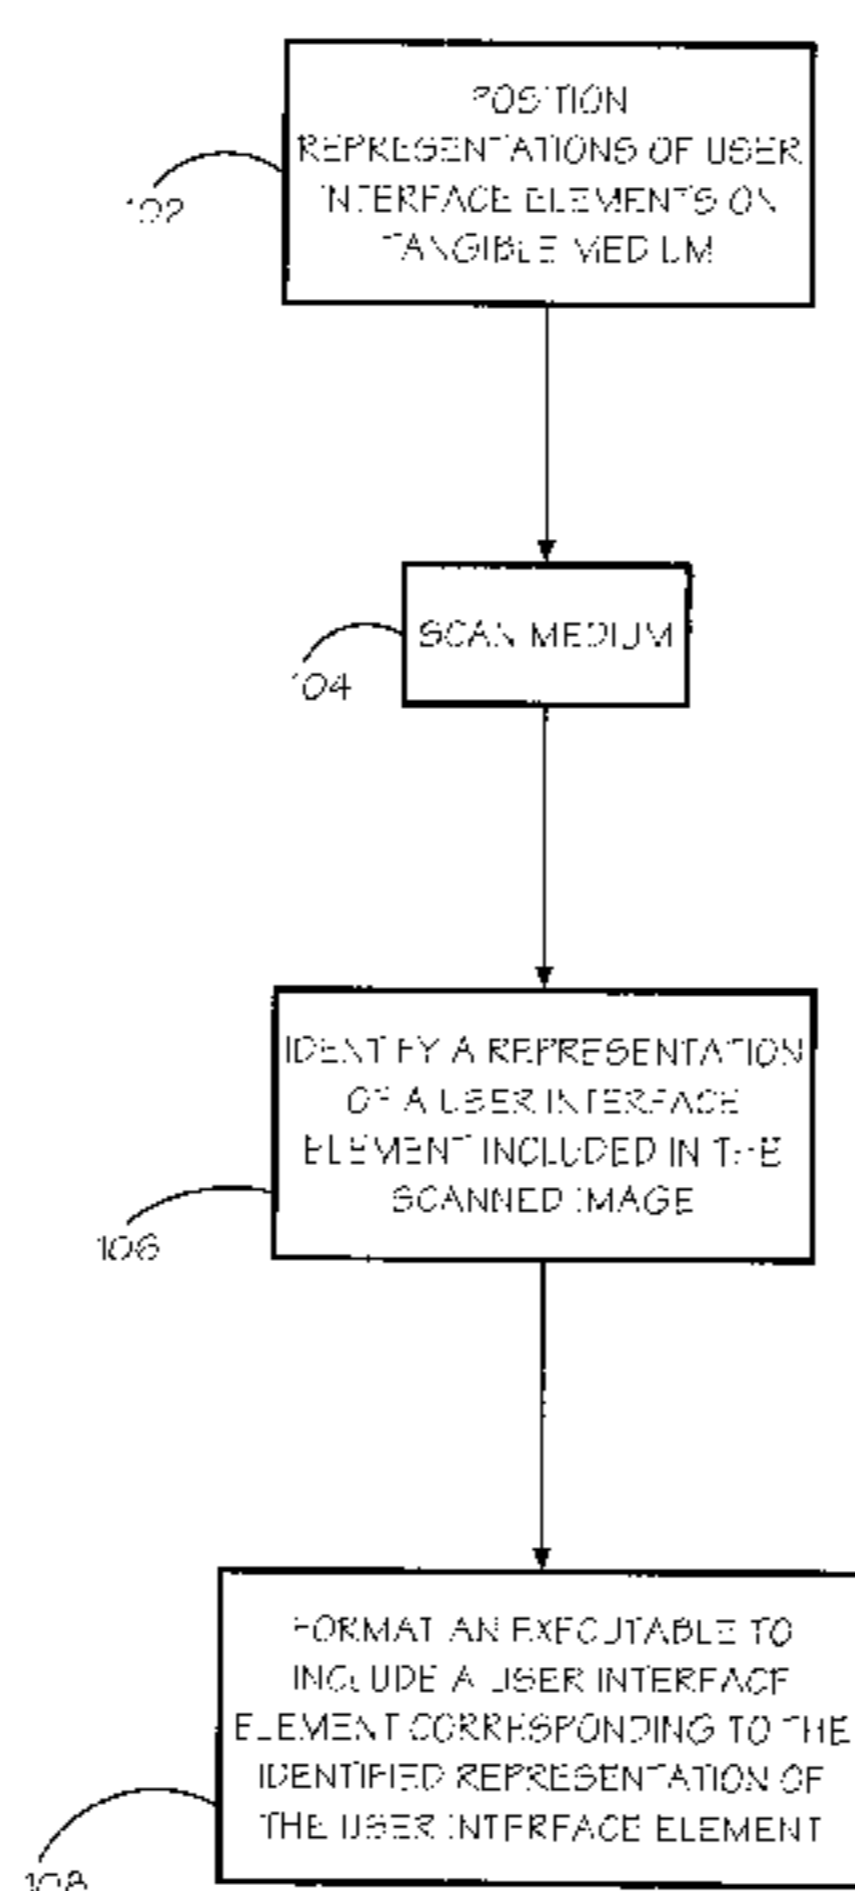 POSITION
REPRESENTATIONS OF USER
INTERFACE ELEMENTS ON
TANGIBLE MEDIUM
102
SCAN MEDIUM
104
IDENTIFY A REPRESENTATION
OF A USER INTERFACE
ELEMENT INCLUDED IN THE
SCANNED IMAGE
106
FORMAT AN EXECUTABLE TO
INCLUDE A USER INTERFACE
ELEMENT CORRESPONDING TO THE
IDENTIFIED REPRESENTATION OF
THE USER INTERFACE ELEMENT
108